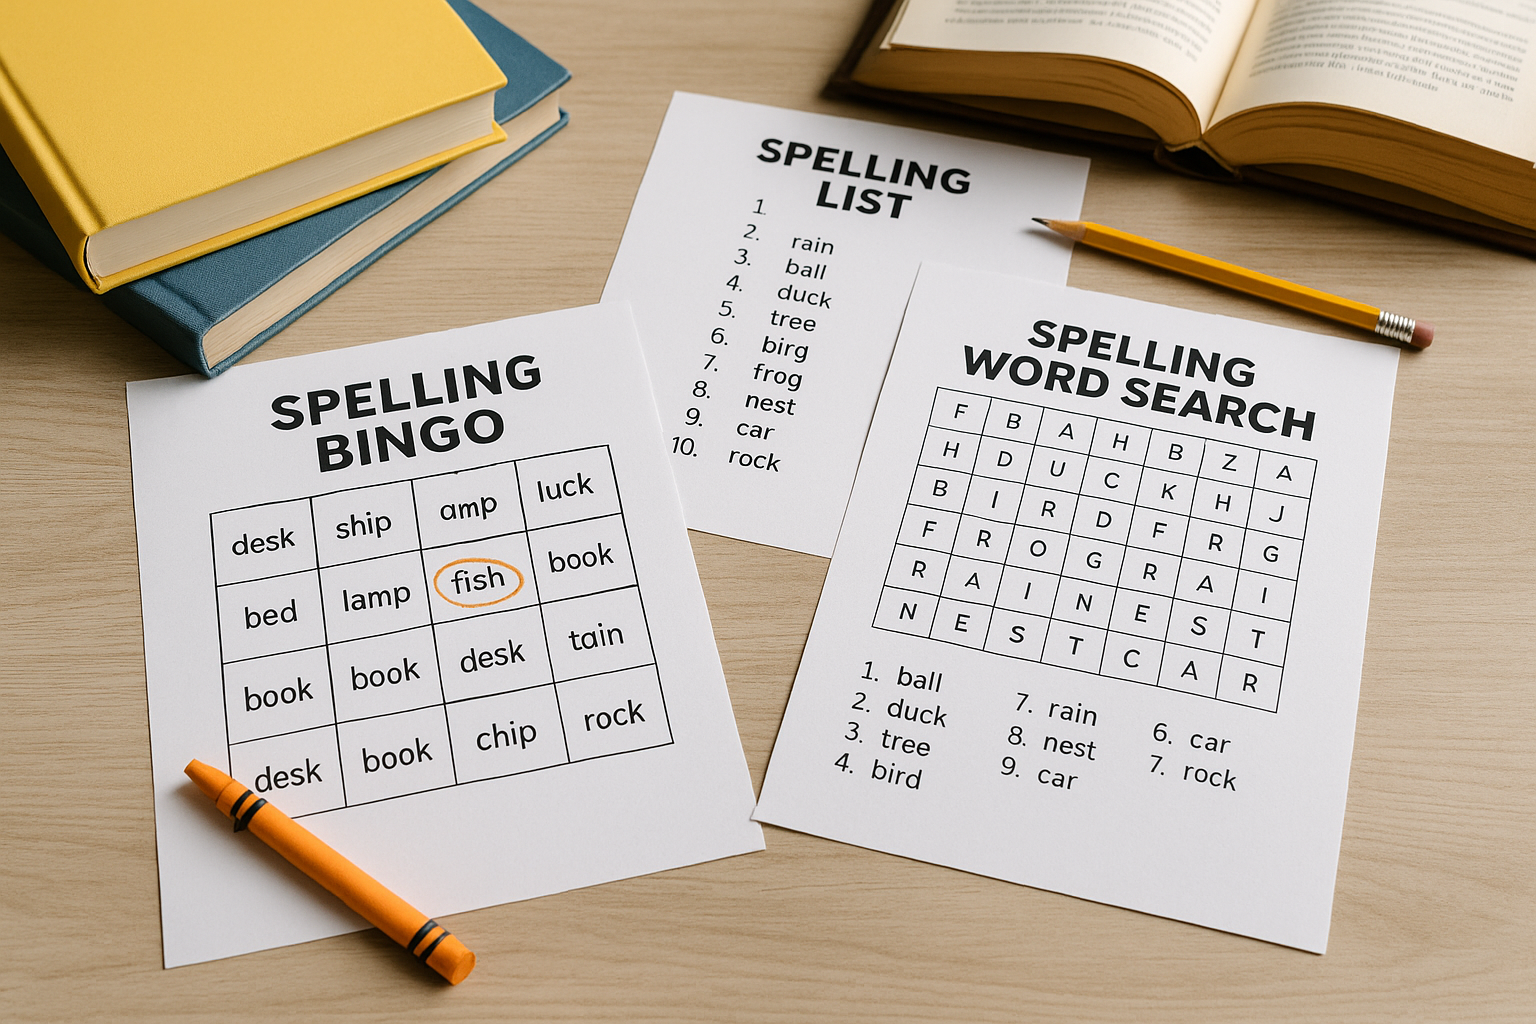 SPELLING
LIST
1.
2. rain
3. ball
4. duck
5. tree
6. birg
7. frog
8. nest
9. car
10. rock
SPELLING
BINGO
desk ship amp luck
bed lamp fish book
book book desk tain
desk book chip rock
SPELLING
WORD SEARCH
F B A H B Z A
H D U C K H J
B I R D F R G
F R O G R A I
R A I N E S T
N E S T C A R
1. ball
2. duck
3. tree
4. bird
7. rain
8. nest
9. car
6. car
7. rock